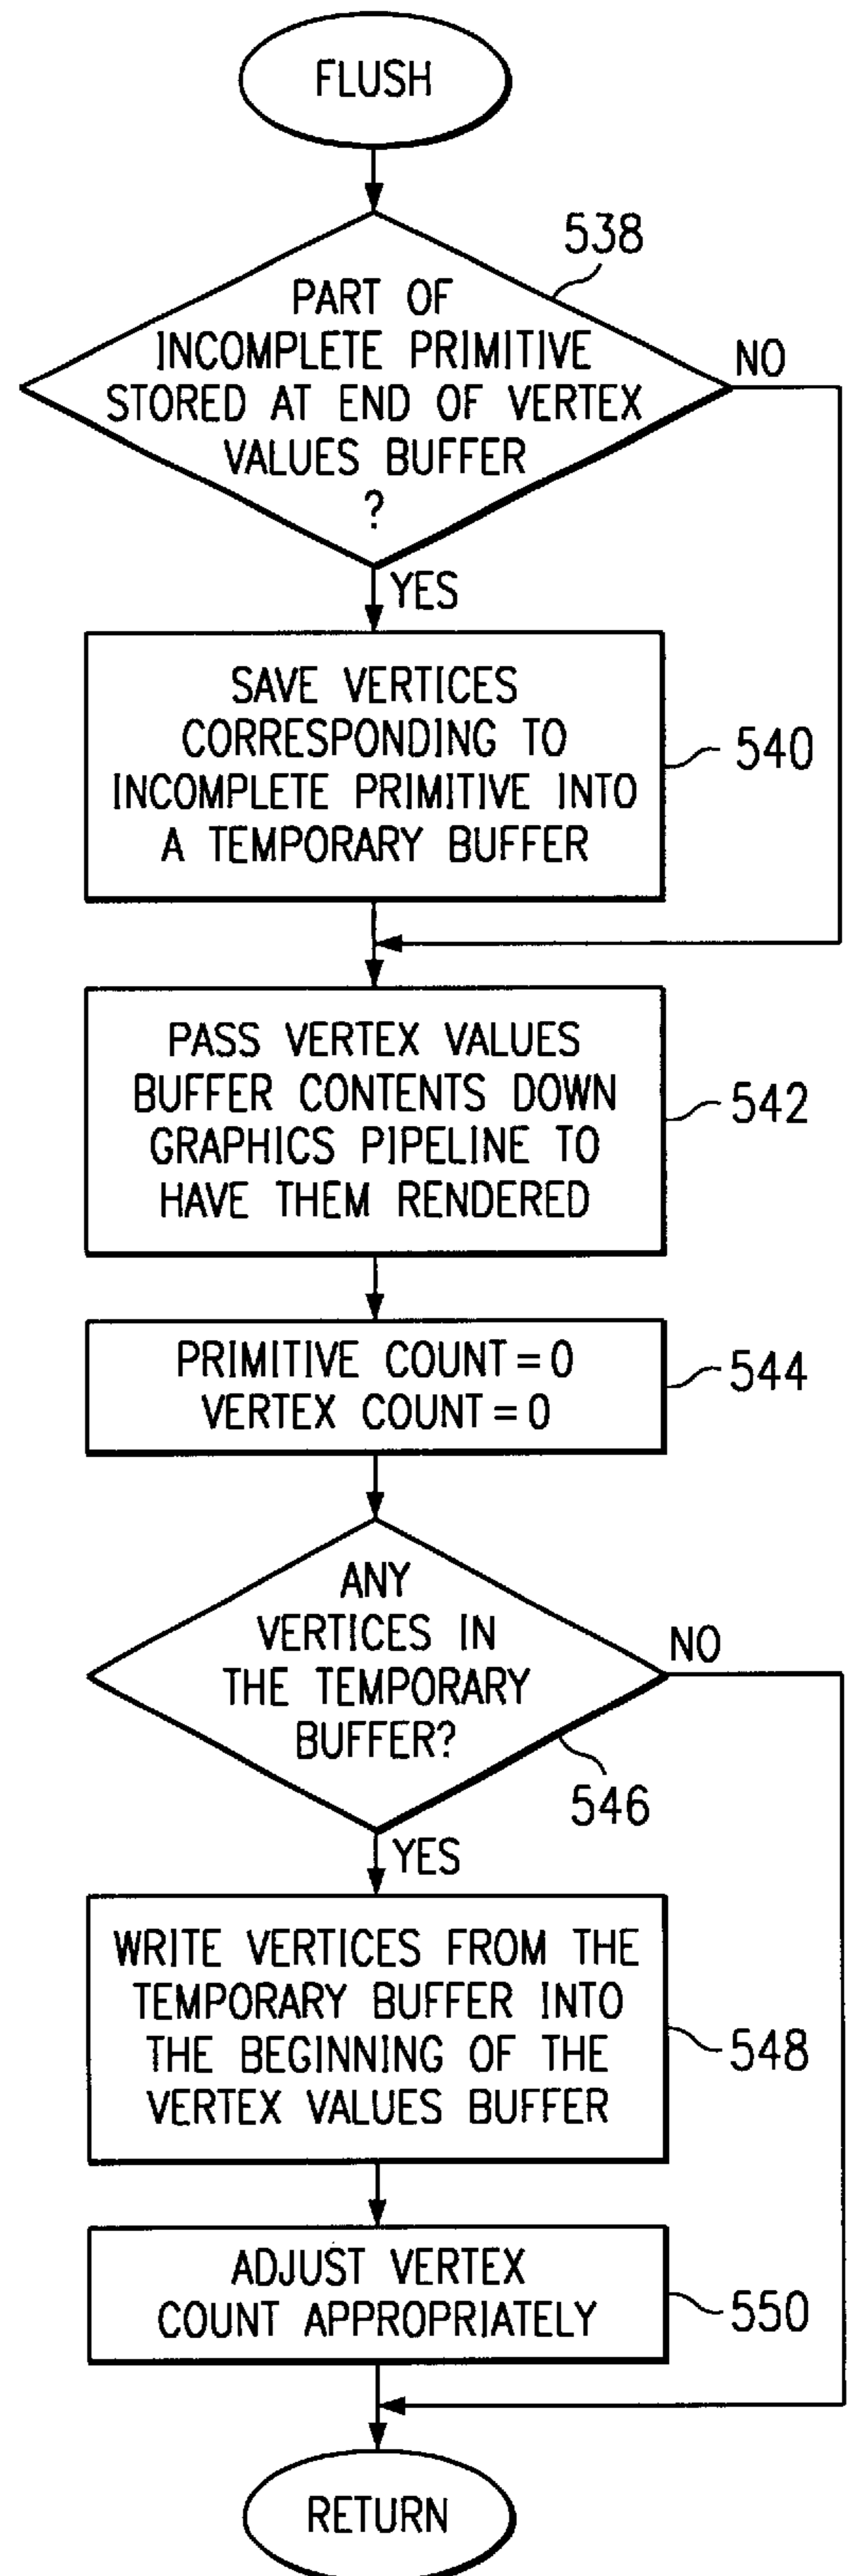 FLUSH
538
PART OF
INCOMPLETE PRIMITIVE
STORED AT END OF VERTEX
VALUES BUFFER
?
NO
YES
SAVE VERTICES
CORRESPONDING TO
INCOMPLETE PRIMITIVE INTO
A TEMPORARY BUFFER
540
PASS VERTEX VALUES
BUFFER CONTENTS DOWN
GRAPHICS PIPELINE TO
HAVE THEM RENDERED
542
PRIMITIVE COUNT = 0
VERTEX COUNT = 0
544
ANY
VERTICES IN
THE TEMPORARY
BUFFER?
NO
546
YES
WRITE VERTICES FROM THE
TEMPORARY BUFFER INTO
THE BEGINNING OF THE
VERTEX VALUES BUFFER
548
ADJUST VERTEX
COUNT APPROPRIATELY
550
RETURN